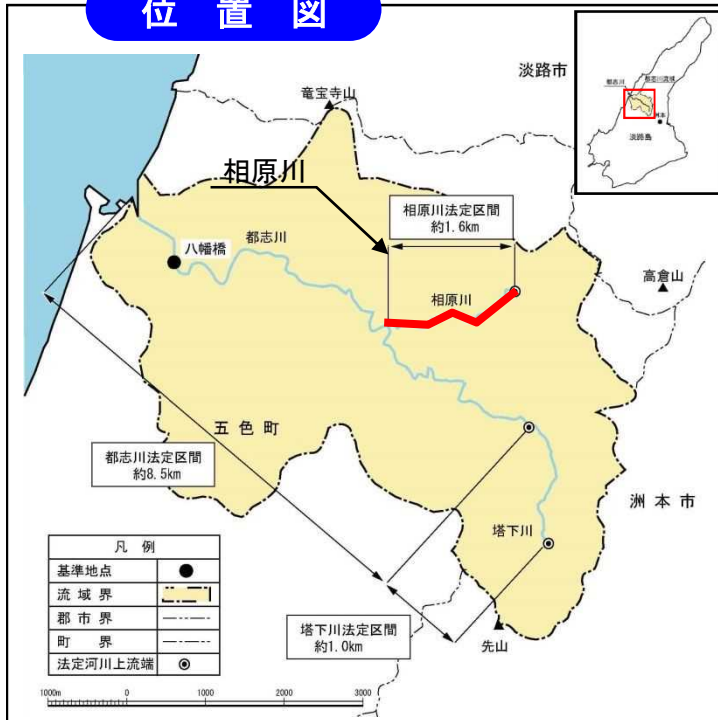 位置図
淡路市
竜宝寺山
都志川
都志川流域
洲本
淡路島
相原川
相原川法定区間
約1.6km
都志川
八幡橋
高倉山
相原川
五色町
都志川法定区間
約8.5km
洲本市
塔下川
凡例
基準地点
流域界
郡市界
町界
法定河川上流端
塔下川法定区間
約1.0km
先山
1000m 0 1000 2000 3000